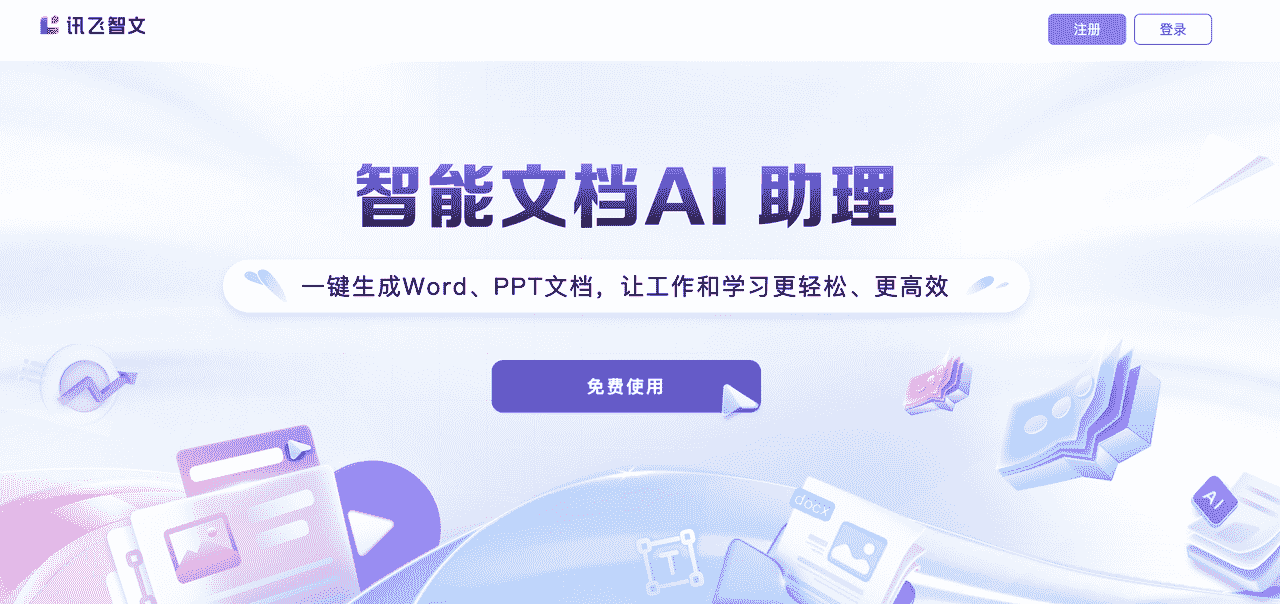 讯飞智文
注册
登录
智能文档AI 助理
一键生成Word、PPT文档，让工作和学习更轻松、更高效
免费使用
docx
T
AI